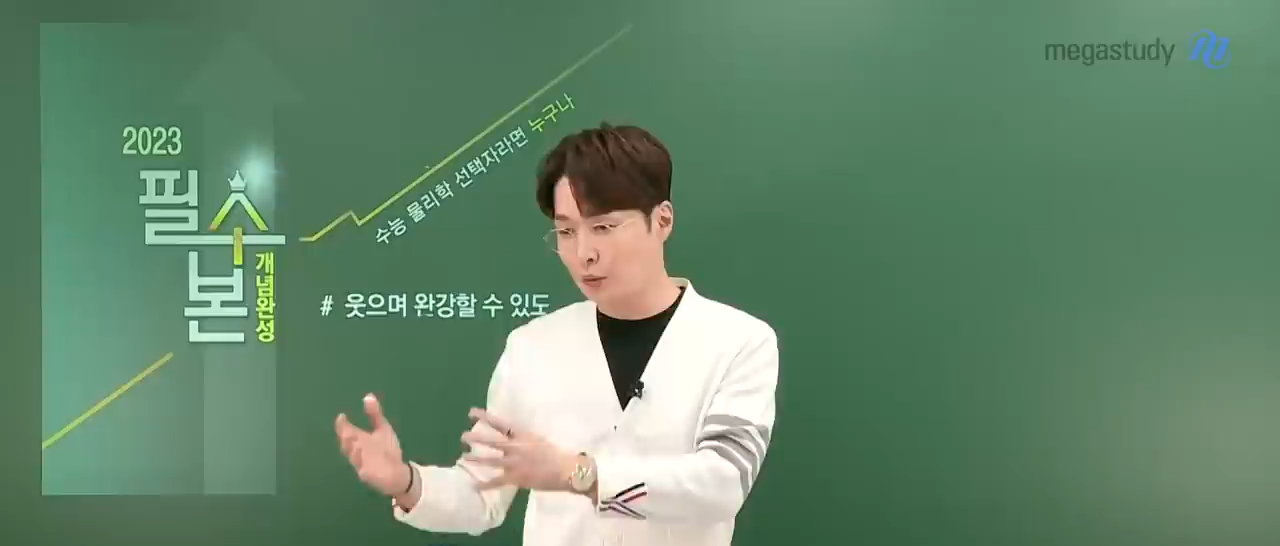 megastudy
2023
필수
본
개념완성
수능 물리학 선택자라면 누구나
# 웃으며 완강할 수 있도